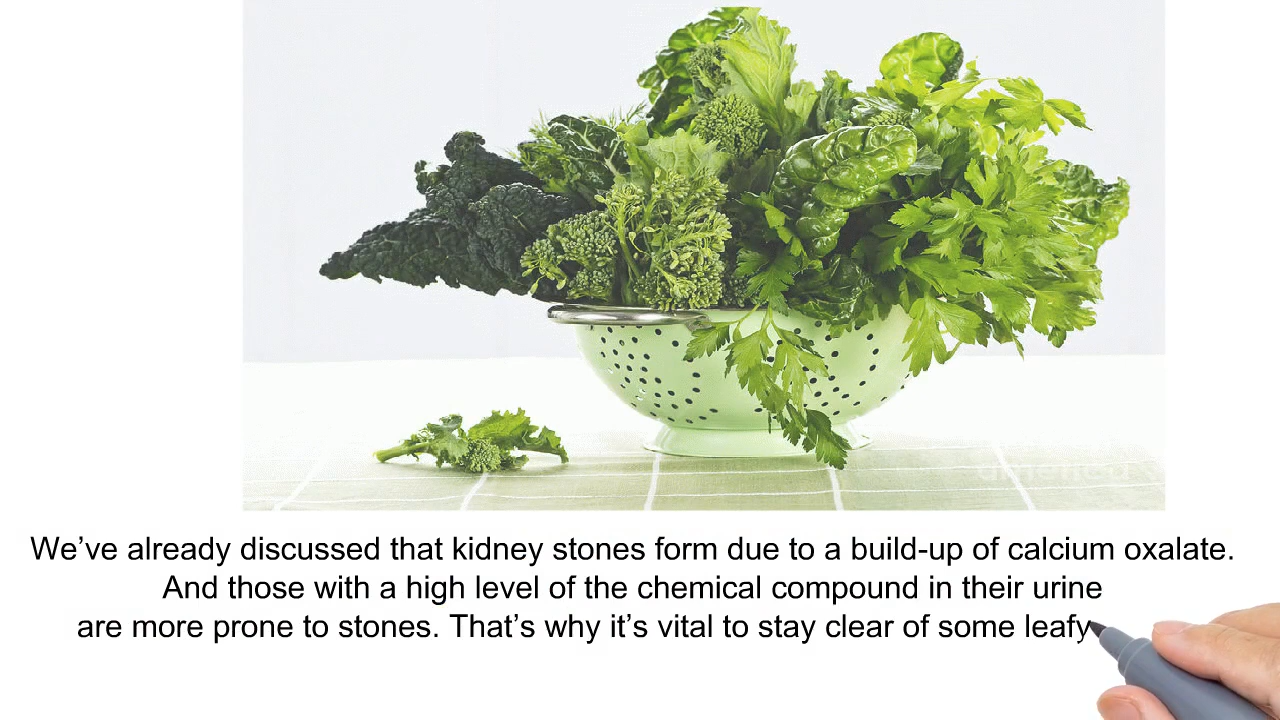 We’ve already discussed that kidney stones form due to a build-up of calcium oxalate.
And those with a high level of the chemical compound in their urine
are more prone to stones. That’s why it’s vital to stay clear of some leafy